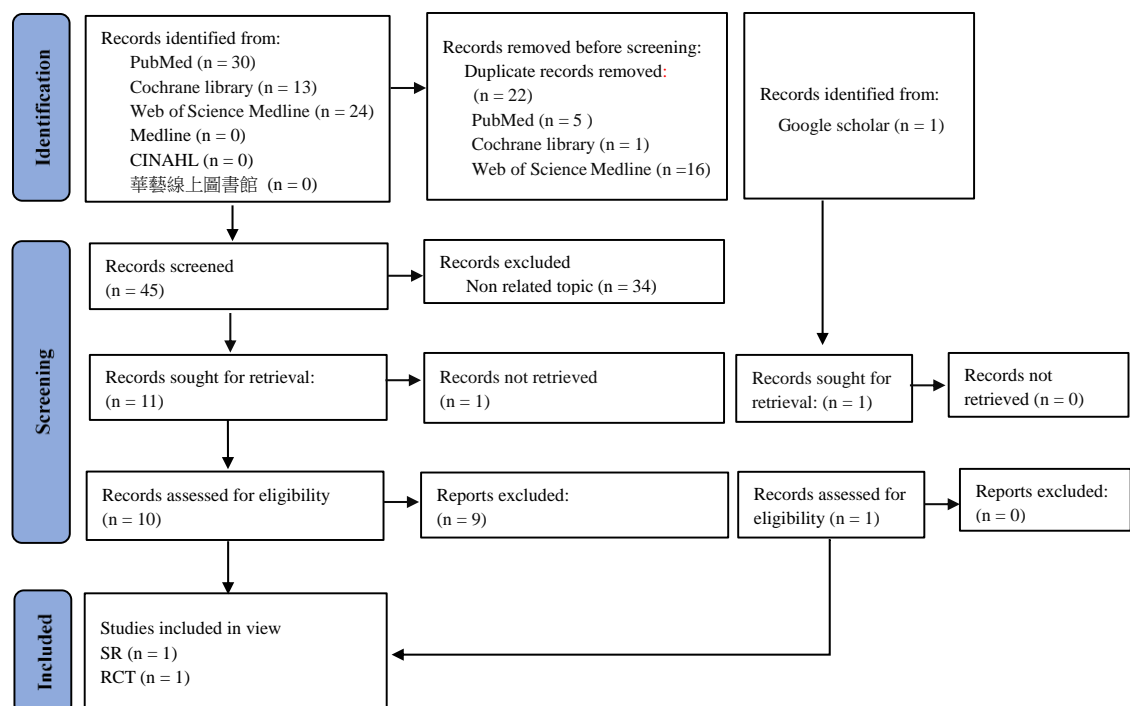 Identification
Records identified from:
PubMed (n = 30)
Cochrane library (n = 13)
Web of Science Medline (n = 24)
Medline (n = 0)
CINAHL (n = 0)
華藝線上圖書館 (n = 0)
Records removed before screening:
Duplicate records removed:
(n = 22)
PubMed (n = 5 )
Cochrane library (n = 1)
Web of Science Medline (n =16)
Records identified from:
Google scholar (n = 1)
Screening
Records screened
(n = 45)
Records excluded
Non related topic (n = 34)
Records sought for retrieval:
(n = 11)
Records not retrieved
(n = 1)
Records sought for
retrieval: (n = 1)
Records not
retrieved (n = 0)
Records assessed for eligibility
(n = 10)
Reports excluded:
(n = 9)
Records assessed for
eligibility (n = 1)
Reports excluded:
(n = 0)
Included
Studies included in view
SR (n = 1)
RCT (n = 1)